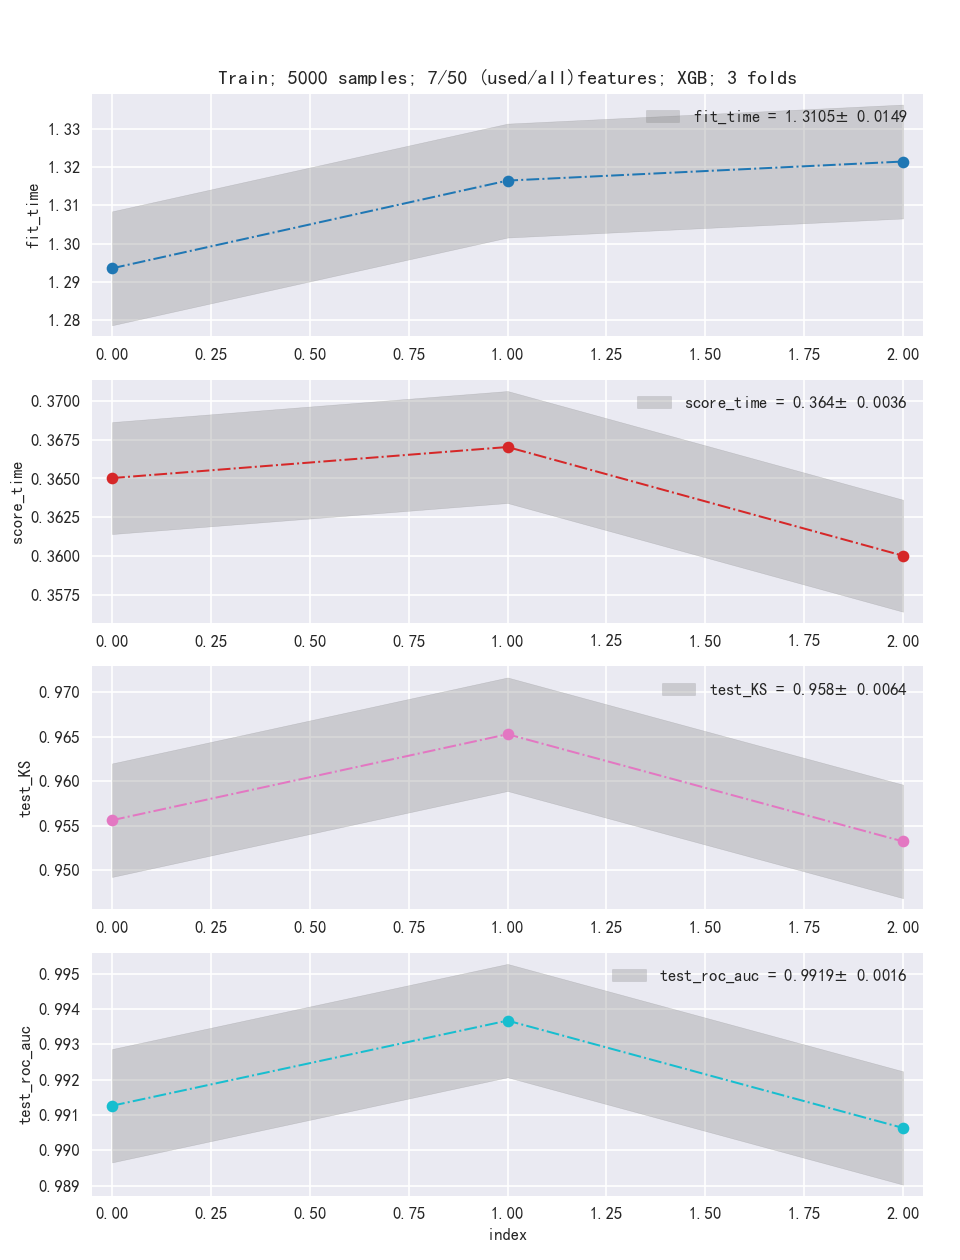 Train; 5000 samples; 7/50 (used/all)features; XGB; 3 folds
fit_time = 1.3105± 0.0149
fit_time
1.33
1.32
1.31
1.30
1.29
1.28
0.00 0.25 0.50 0.75 1.00 1.25 1.50 1.75 2.00
score_time = 0.364± 0.0036
score_time
0.3700
0.3675
0.3650
0.3625
0.3600
0.3575
0.00 0.25 0.50 0.75 1.00 1.25 1.50 1.75 2.00
test_KS = 0.958± 0.0064
test_KS
0.970
0.965
0.960
0.955
0.950
0.00 0.25 0.50 0.75 1.00 1.25 1.50 1.75 2.00
test_roc_auc = 0.9919± 0.0016
test_roc_auc
0.995
0.994
0.993
0.992
0.991
0.990
0.989
0.00 0.25 0.50 0.75 1.00 1.25 1.50 1.75 2.00
index